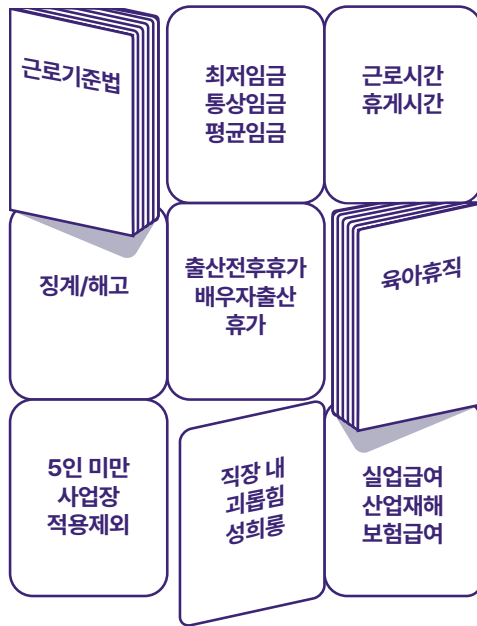 근로기준법
최저임금
통상임금
평균임금
근로시간
휴게시간
징계/해고
출산전후휴가
배우자출산
휴가
육아휴직
5인 미만
사업장
적용제외
직장 내
괴롭힘
성희롱
실업급여
산업재해
보험급여